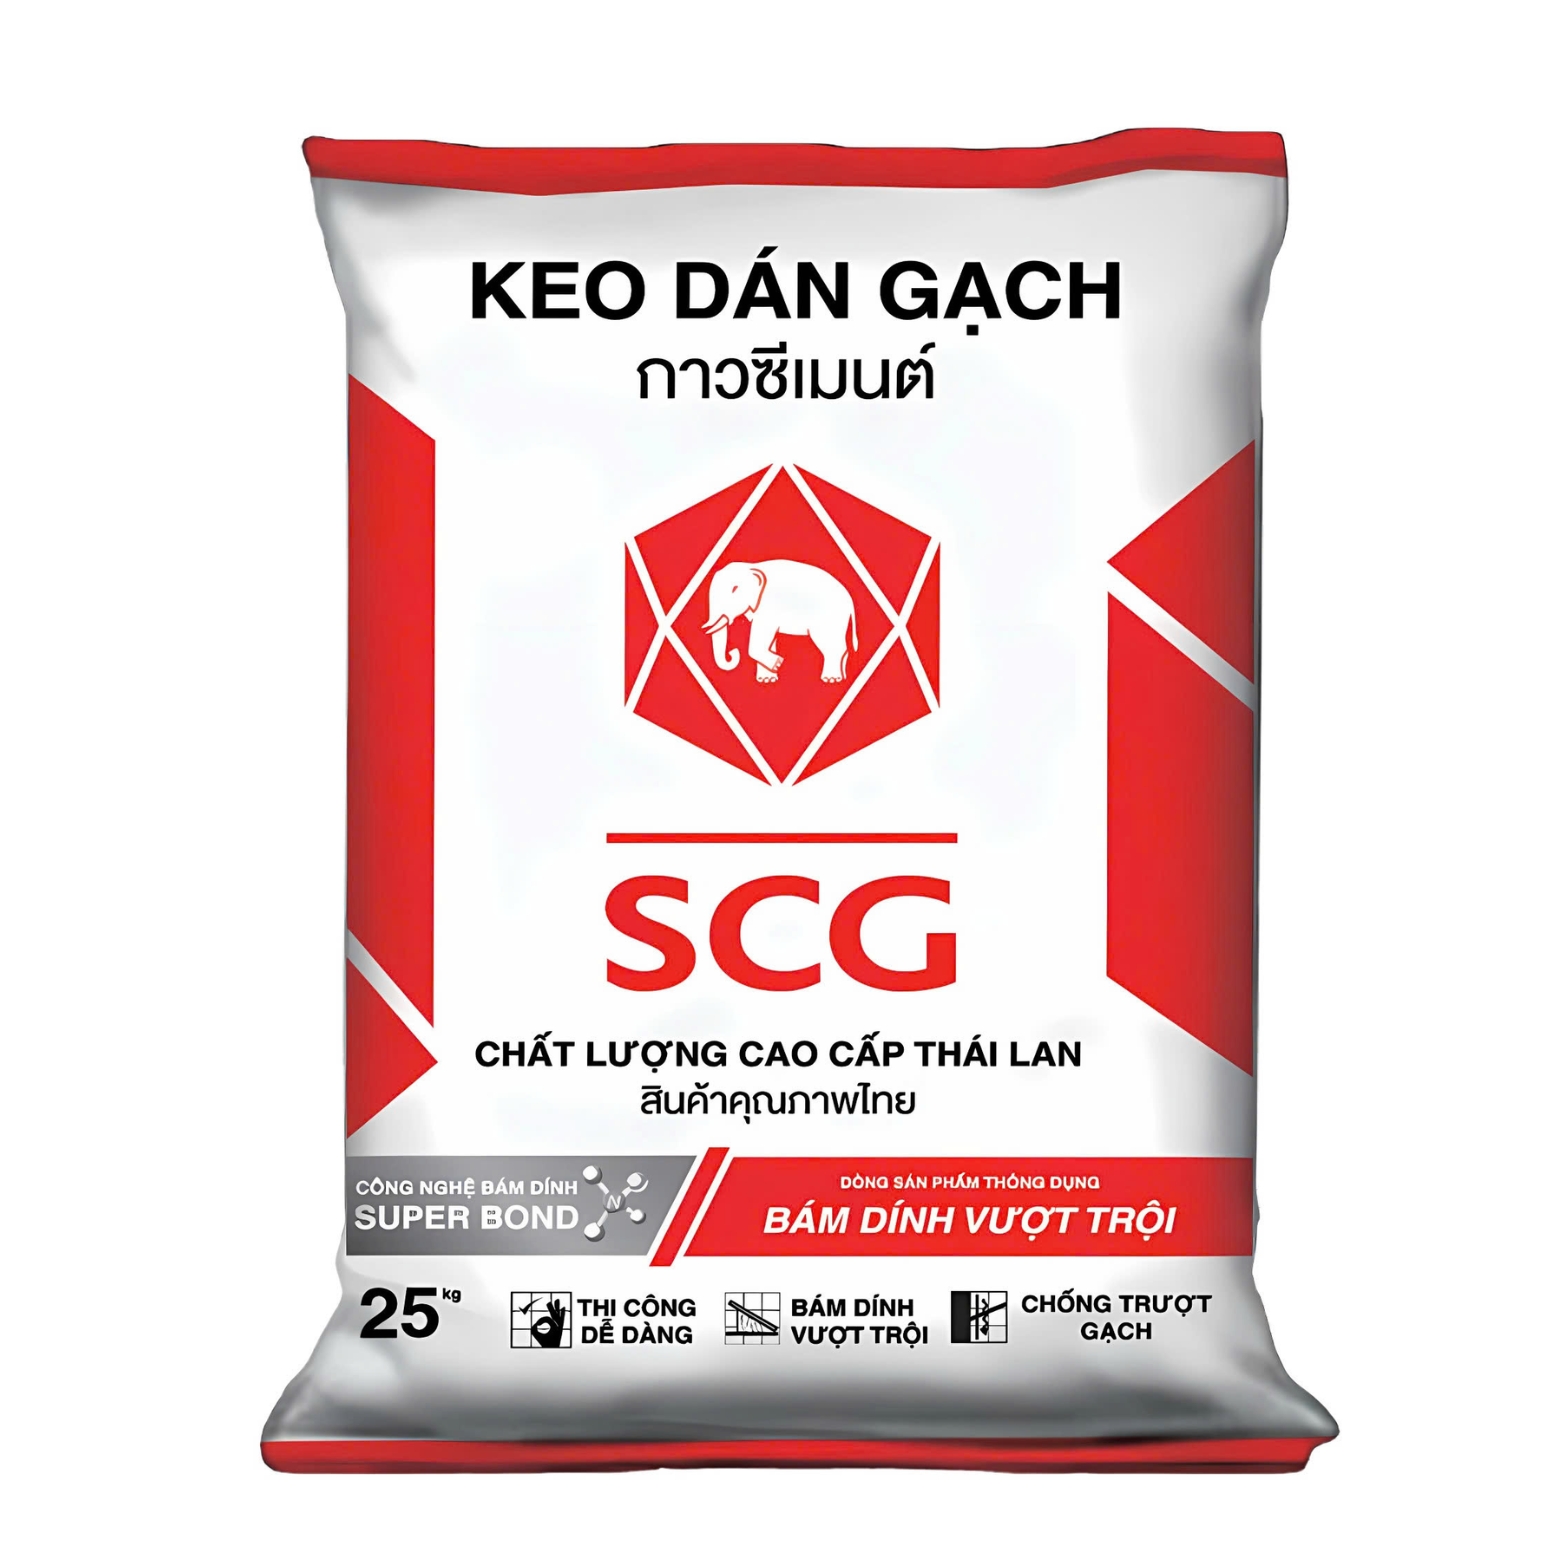 KEO DÁN GẠCH
กาวซีเมนต์
SCG
CHẤT LƯỢNG CAO CẤP THÁI LAN
สินค้าคุณภาพไทย
CÔNG NGHỆ BÁM DÍNH
SUPER BOND
N
DÒNG SẢN PHẨM THÔNG DỤNG
BÁM DÍNH VƯỢT TRỘI
25kg
THI CÔNG
DỄ DÀNG
BÁM DÍNH
VƯỢT TRỘI
CHỐNG TRƯỢT
GẠCH